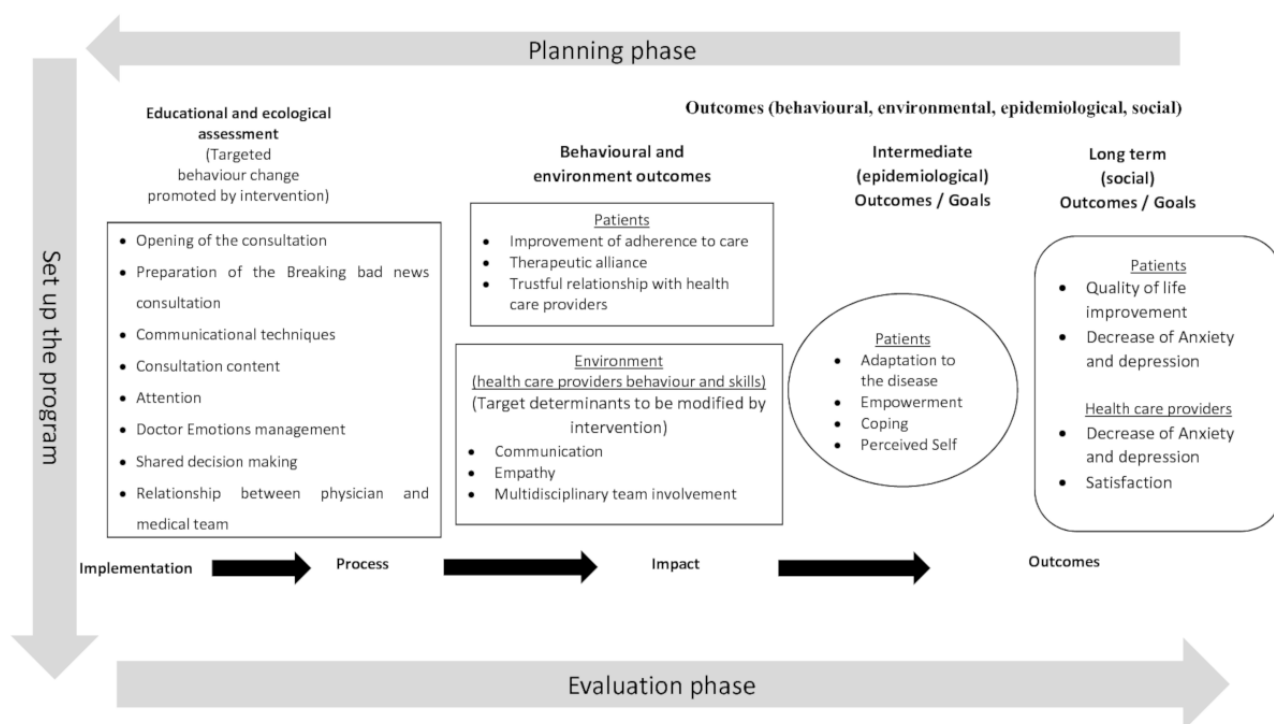 Planning phase
Set up the program
Outcomes (behavioural, environmental, epidemiological, social)
Educational and ecological
assessment
(Targeted
behaviour change
promoted by intervention)
• Opening of the consultation
• Preparation of the Breaking bad news
consultation
• Communicational techniques
• Consultation content
• Attention
• Doctor Emotions management
• Shared decision making
• Relationship between physician and
medical team
Behavioural and
environment outcomes
Patients
• Improvement of adherence to care
• Therapeutic alliance
• Trustful relationship with health
care providers
Environment
(health care providers behaviour and skills)
(Target determinants to be modified by
intervention)
• Communication
• Empathy
• Multidisciplinary team involvement
Intermediate
(epidemiological)
Outcomes / Goals
Patients
• Adaptation to
the disease
• Empowerment
• Coping
• Perceived Self
Long term
(social)
Outcomes / Goals
Patients
• Quality of life
improvement
• Decrease of Anxiety
and depression
Health care providers
• Decrease of Anxiety
and depression
• Satisfaction
Implementation
Process
Impact
Outcomes
Evaluation phase